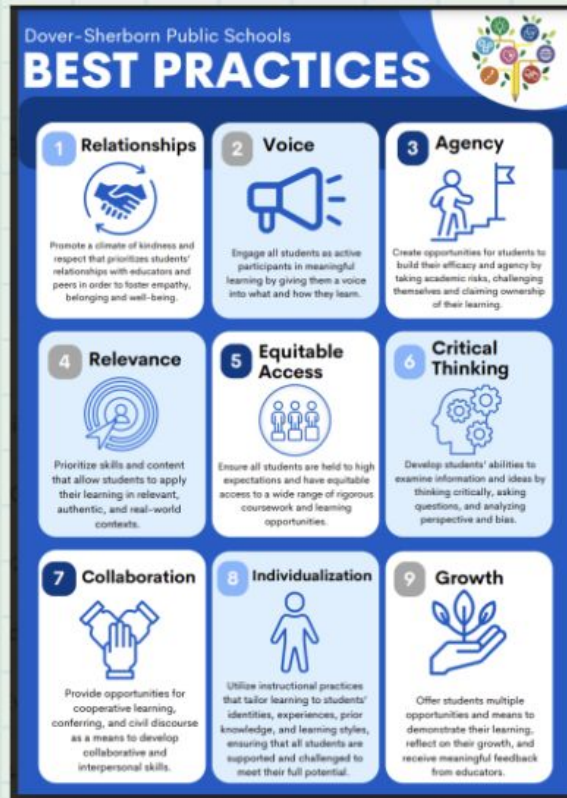 Dover-Sherborn Public Schools
BEST PRACTICES
1 Relationships
Promote a climate of kindness and
respect that prioritizes students'
relationships with educators and
peers in order to foster empathy,
belonging and well-being.
2 Voice
Engage all students as active
participants in meaningful
learning by giving them a voice
into what and how they learn.
3 Agency
Create opportunities for students to
build their efficacy and agency by
taking academic risks, challenging
themselves and claiming ownership
of their learning.
4 Relevance
Prioritize skills and content
that allow students to apply
their learning in relevant,
authentic, and real-world
contexts.
5 Equitable
Access
Ensure all students are held to high
expectations and have equitable
access to a wide range of rigorous
coursework and learning
opportunities.
6 Critical
Thinking
Develop students' abilities to
examine information and ideas by
thinking critically, asking
questions, and analyzing
perspective and bias.
7 Collaboration
Provide opportunities for
cooperative learning,
conferring, and civil discourse
as a means to develop
collaborative and
interpersonal skills.
8 Individualization
Utilize instructional practices
that tailor learning to students'
identities, experiences, prior
knowledge, and learning styles,
ensuring that all students are
supported and challenged to
meet their full potential.
9 Growth
Offer students multiple
opportunities and means to
demonstrate their learning,
reflect on their growth, and
receive meaningful feedback
from educators.